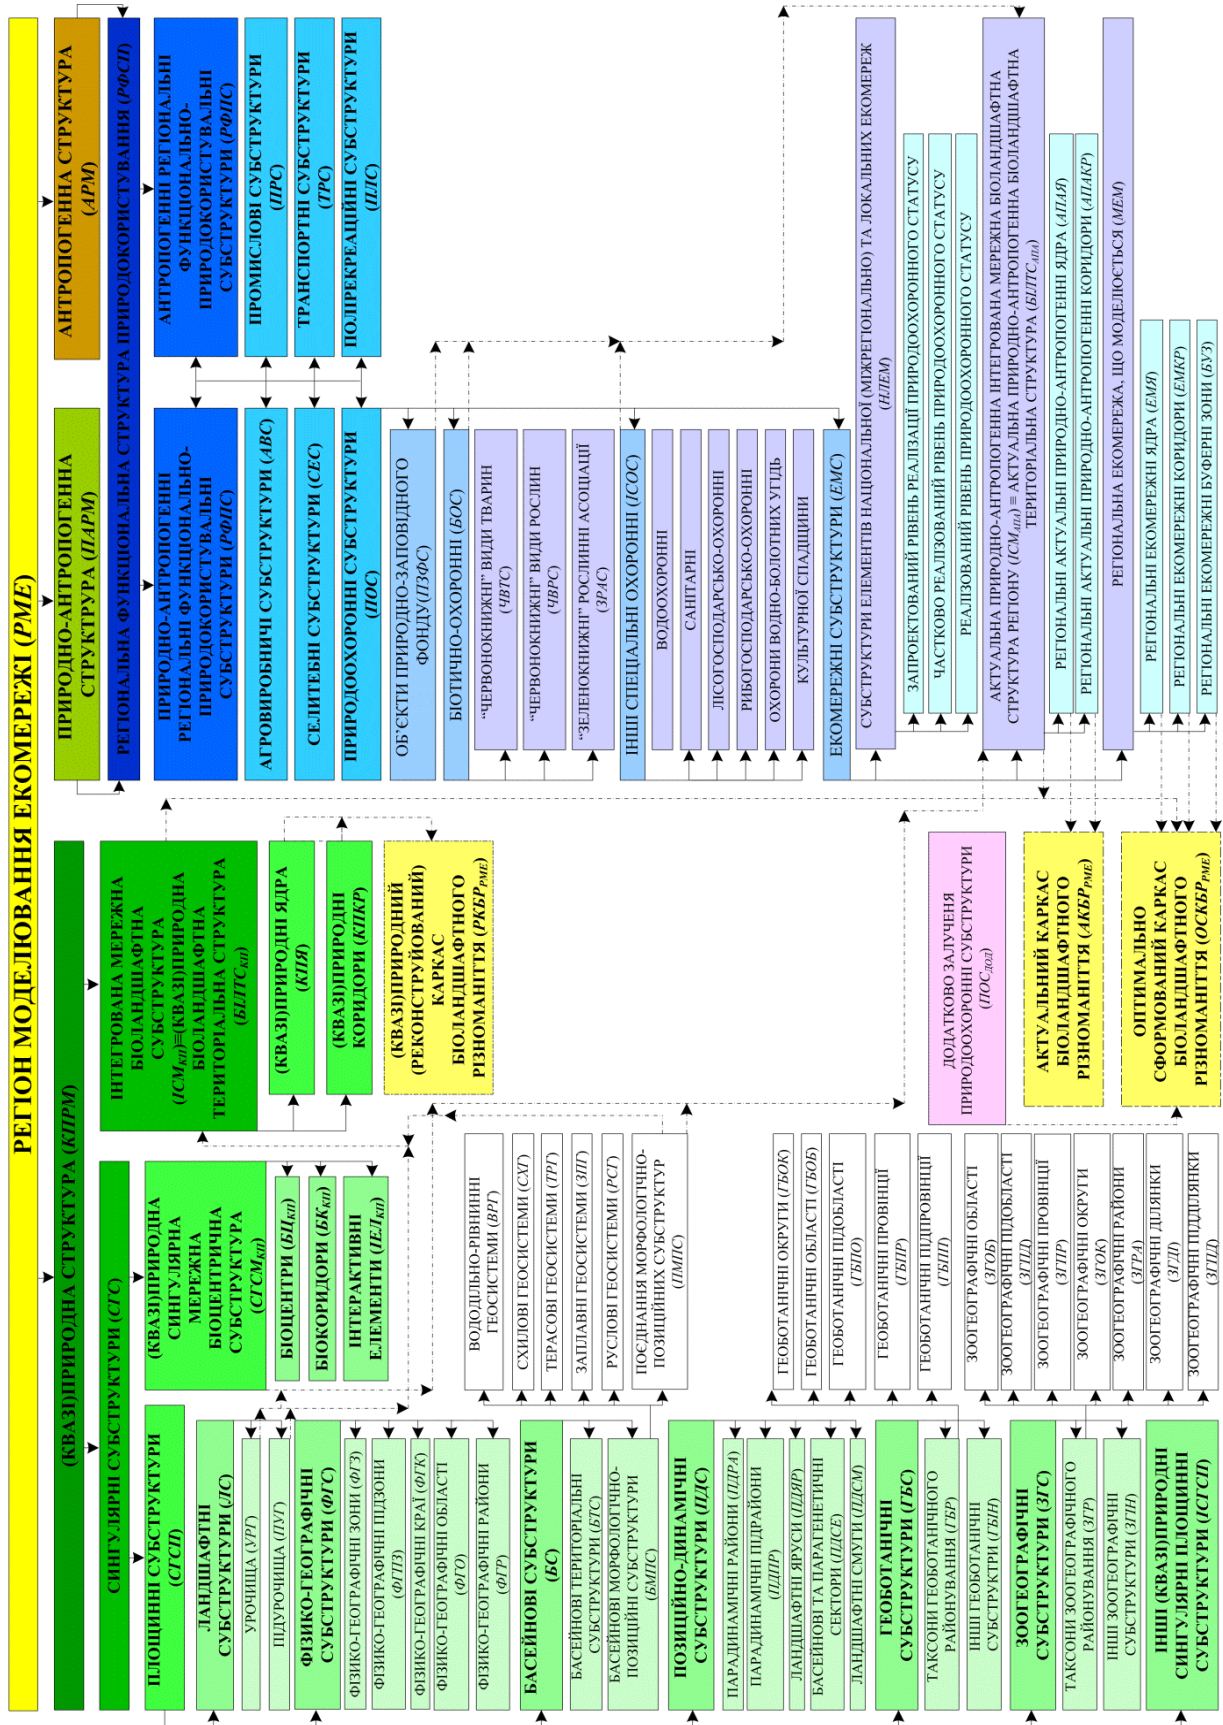 РЕГІОН МОДЕЛЮВАННЯ ЕКОМЕРЕЖІ (РМЕ)
(КВАЗІ)ПРИРОДНА СТРУКТУРА (КПРМ)
ПРИРОДНО-АНТРОПОГЕННА
СТРУКТРУРА (ПАРМ)
АНТРОПОГЕННА СТРУКТУРА
(АРМ)
СИНГУЛЯРНІ СУБСТРУКТУРИ (СГС)
ПЛОЩИННІ СУБСТРУКТУРИ
(СГСП)
ЛАНДШАФТНІ
СУБСТРУКТУРИ (ЛС)
УРОЧИЩА (УРГ)
ПІДУРОЧИЩА (ПУГ)
ФІЗИКО-ГЕОГРАФІЧНІ
СУБСТРУКТУРИ (ФГС)
ФІЗИКО-ГЕОГРАФІЧНІ ЗОНИ (ФГЗ)
ФІЗИКО-ГЕОГРАФІЧНІ ПІДЗОНИ
(ФГПЗ)
ФІЗИКО-ГЕОГРАФІЧНІ КРАЇ (ФГК)
ФІЗИКО-ГЕОГРАФІЧНІ ОБЛАСТІ
(ФГО)
ФІЗИКО-ГЕОГРАФІЧНІ РАЙОНИ
(ФГР)
БАСЕЙНОВІ СУБСТРУКТУРИ
(БС)
БАСЕЙНОВІ ТЕРИТОРІАЛЬНІ
СУБСТРУКТУРИ (БТС)
БАСЕЙНОВІ МОРФОЛОГІЧНО-
ПОЗИЦІЙНІ СУБСТРУКТУРИ
(БМПС)
ПОЗИЦІЙНО-ДИНАМІЧНІ
СУБСТРУКТУРИ (ПДС)
ПАРАДИНАМІЧНІ РАЙОНИ (ПДРА)
ПАРАДИНАМІЧНІ ПІДРАЙОНИ
(ПДПР)
ЛАНДШАФТНІ ЯРУСИ (ПДЯР)
БАСЕЙНОВІ ТА ПАРАГЕНЕТИЧНІ
СЕКТОРИ (ПДСЕ)
ЛАНДШАФТНІ СМУГИ (ПДСМ)
ГЕОБОТАНІЧНІ
СУБСТРУКТУРИ (ГБС)
ТАКСОНИ ГЕОБОТАНІЧНОГО
РАЙОНУВАННЯ (ГБР)
ІНШІ ГЕОБОТАНІЧНІ
СУБСТРУКТУРИ (ГБІН)
ЗООГЕОГРАФІЧНІ
СУБСТРУКТУРИ (ЗГС)
ТАКСОНИ ЗООГЕОГРАФІЧНОГО
РАЙОНУВАННЯ (ЗГР)
ІНШІ ЗООГЕОГРАФІЧНІ
СУБСТРУКТУРИ (ЗГІН)
ІНШІ (КВАЗІ)ПРИРОДНІ
СИНГУЛЯРНІ ПЛОЩИННІ
СУБСТРУКТУРИ (ІСГСП)
(КВАЗІ)ПРИРОДНА
СИНГУЛЯРНА
МЕРЕЖНА
БІОЦЕНТРИЧНА
СУБСТРУКТУРА
(СГСМКП)
БІОЦЕНТРИ (БЦКП)
БІОКОРИДОРИ (БККП)
ІНТЕРАКТИВНІ
ЕЛЕМЕНТИ (ІЕЛКП)
ВОДОДІЛЬНО-РІВНИННІ
ГЕОСИСТЕМИ (ВРГ)
СХИЛОВІ ГЕОСИСТЕМИ (СХГ)
ТЕРАСОВІ ГЕОСИСТЕМИ (ТРГ)
ЗАПЛАВНІ ГЕОСИСТЕМИ (ЗПГ)
РУСЛОВІ ГЕОСИСТЕМИ (РСГ)
ПОЄДНАННЯ МОРФОЛОГІЧНО-
ПОЗИЦІЙНИХ СУБСТРУКТУР
(ПМПС)
ГЕОБОТАНІЧНІ ОКРУГИ (ГБОК)
ГЕОБОТАНІЧНІ ОБЛАСТІ (ГБОБ)
ГЕОБОТАНІЧНІ ПІДОБЛАСТІ
(ГБПО)
ГЕОБОТАНІЧНІ ПРОВІНЦІЇ
(ГБПР)
ГЕОБОТАНІЧНІ ПІДПРОВІНЦІЇ
(ГБПП)
ЗООГЕОГРАФІЧНІ ОБЛАСТІ
(ЗГОБ)
ЗООГЕОГРАФІЧНІ ПІДОБЛАСТІ
(ЗГПД)
ЗООГЕОГРАФІЧНІ ПРОВІНЦІЇ
(ЗГПР)
ЗООГЕОГРАФІЧНІ ОКРУГИ
(ЗГОК)
ЗООГЕОГРАФІЧНІ РАЙОНИ
(ЗГРА)
ЗООГЕОГРАФІЧНІ ДІЛЯНКИ
(ЗГДІ)
ЗООГЕОГРАФІЧНІ ПІДДІЛЯНКИ
(ЗГПД)
ІНТЕГРОВАНА МЕРЕЖНА
БІОЛАНДШАФТНА
СУБСТРУКТУРА
(ІСМКП)≡(КВАЗІ)ПРИРОДНА
БІОЛАНДШАФТНА
ТЕРИТОРІАЛЬНА СТРУКТУРА
(БЛТСКП)
(КВАЗІ)ПРИРОДНІ ЯДРА
(КПЯ)
(КВАЗІ)ПРИРОДНІ
КОРИДОРИ (КПКР)
(КВАЗІ)ПРИРОДНИЙ
(РЕКОНСТРУЙОВАНИЙ)
КАРКАС
БІОЛАНДШАФТНОГО
РІЗНОМАНІТТЯ (РКБРРМЕ)
ДОДАТКОВО ЗАЛУЧЕНЯ
ПРИРОДООХОРОННІ СУБСТРУКТУРИ
(ПОСДОД)
АКТУАЛЬНИЙ КАРКАС
БІОЛАНДШАФТНОГО
РІЗНОМАНІТТЯ (АКБРРМЕ)
ОПТИМАЛЬНО
СФОРМОВАНИЙ КАРКАС
БІОЛАНДШАФТНОГО
РІЗНОМАНІТТЯ (ОСКБРРМЕ)
РЕГІОНАЛЬНА ФУНКЦІОНАЛЬНА СТРУКТУРА ПРИРОДОКОРИСТУВАННЯ (РФСП)
ПРИРОДНО-АНТРОПОГЕННІ
РЕГІОНАЛЬНІ ФУНКЦІОНАЛЬНО-
ПРИРОДОКОРИСТУВАЛЬНІ
СУБСТРУКТУРИ (РФПС)
АНТРОПОГЕННІ РЕГІОНАЛЬНІ
ФУНКЦІОНАЛЬНО-
ПРИРОДОКОРИСТУВАЛЬНІ
СУБСТРУКТУРИ (РФПС)
АГРОВИРОБНИЧІ СУБСТРУКТУРИ (АВС)
ПРОМИСЛОВІ СУБСТРУКТУРИ
(ПРС)
СЕЛИТЕБНІ СУБСТРУКТУРИ (СЕС)
ТРАНСПОРТНІ СУБСТРУКТУРИ
(ТРС)
ПРИРОДООХОРОННІ СУБСТРУКТУРИ
(ПОС)
ПОЛІРЕКРЕАЦІЙНІ СУБСТРУКТУРИ
(ПЛС)
ОБ'ЄКТИ ПРИРОДНО-ЗАПОВІДНОГО
ФОНДУ(ПЗФС)
БІОТИЧНО-ОХОРОННІ (БОС)
“ЧЕРВОНОКНИЖНІ” ВИДИ ТВАРИН
(ЧВТС)
“ЧЕРВОНОКНИЖНІ” ВИДИ РОСЛИН
(ЧВРС)
“ЗЕЛЕНОКНИЖНІ” РОСЛИННІ АСОЦІАЦІЇ
(ЗРАС)
ІНШІ СПЕЦІАЛЬНІ ОХОРОННІ (ІСОС)
ВОДООХОРОННІ
САНІТАРНІ
ЛІСОГОСПОДАРСЬКО-ОХОРОННІ
РИБОГОСПОДАРСЬКО-ОХОРОННІ
ОХОРОНИ ВОДНО-БОЛОТНИХ УГІДЬ
КУЛЬТУРНОЇ СПАДЩИНИ
ЕКОМЕРЕЖНІ СУБСТРУКТУРИ (ЕМС)
СУБСТРУКТУРИ ЕЛЕМЕНТІВ НАЦІОНАЛЬНОЇ (МІЖРЕГІОНАЛЬНО) ТА ЛОКАЛЬНИХ ЕКОМЕРЕЖ
(НЛЕМ)
ЗАПРОЕКТОВАНИЙ РІВЕНЬ РЕАЛІЗАЦІЇ ПРИРОДООХОРОННОГО СТАТУСУ
ЧАСТКОВО РЕАЛІЗОВАНИЙ РІВЕНЬ ПРИРОДООХОРОННОГО СТАТУСУ
РЕАЛІЗОВАНИЙ РІВЕНЬ ПРИРОДООХОРОННОГО СТАТУСУ
АКТУАЛЬНА ПРИРОДНО-АНТРОПОГЕННА ІНТЕГРОВАНА МЕРЕЖНА БІОЛАНДШАФТНА
СТРУКТУРА РЕГІОНУ (ІСМАПА) ≡ АКТУАЛЬНА ПРИРОДНО-АНТРОПОГЕННА БІОЛАНДШАФТНА
ТЕРИТОРІАЛЬНА СТРУКТУРА (БЛТСАПА)
РЕГІОНАЛЬНІ АКТУАЛЬНІ ПРИРОДНО-АНТРОПОГЕННІ ЯДРА (АПАЯ)
РЕГІОНАЛЬНІ АКТУАЛЬНІ ПРИРОДНО-АНТРОПОГЕННІ КОРИДОРИ (АПАКР)
РЕГІОНАЛЬНА ЕКОМЕРЕЖА, ЩО МОДЕЛЮЄТЬСЯ (МЕМ)
РЕГІОНАЛЬНІ ЕКОМЕРЕЖНІ ЯДРА (ЕМЯ)
РЕГІОНАЛЬНІ ЕКОМЕРЕЖНІ КОРИДОРИ (ЕМКР)
РЕГІОНАЛЬНІ ЕКОМЕРЕЖНІ БУФЕРНІ ЗОНИ (БУЗ)